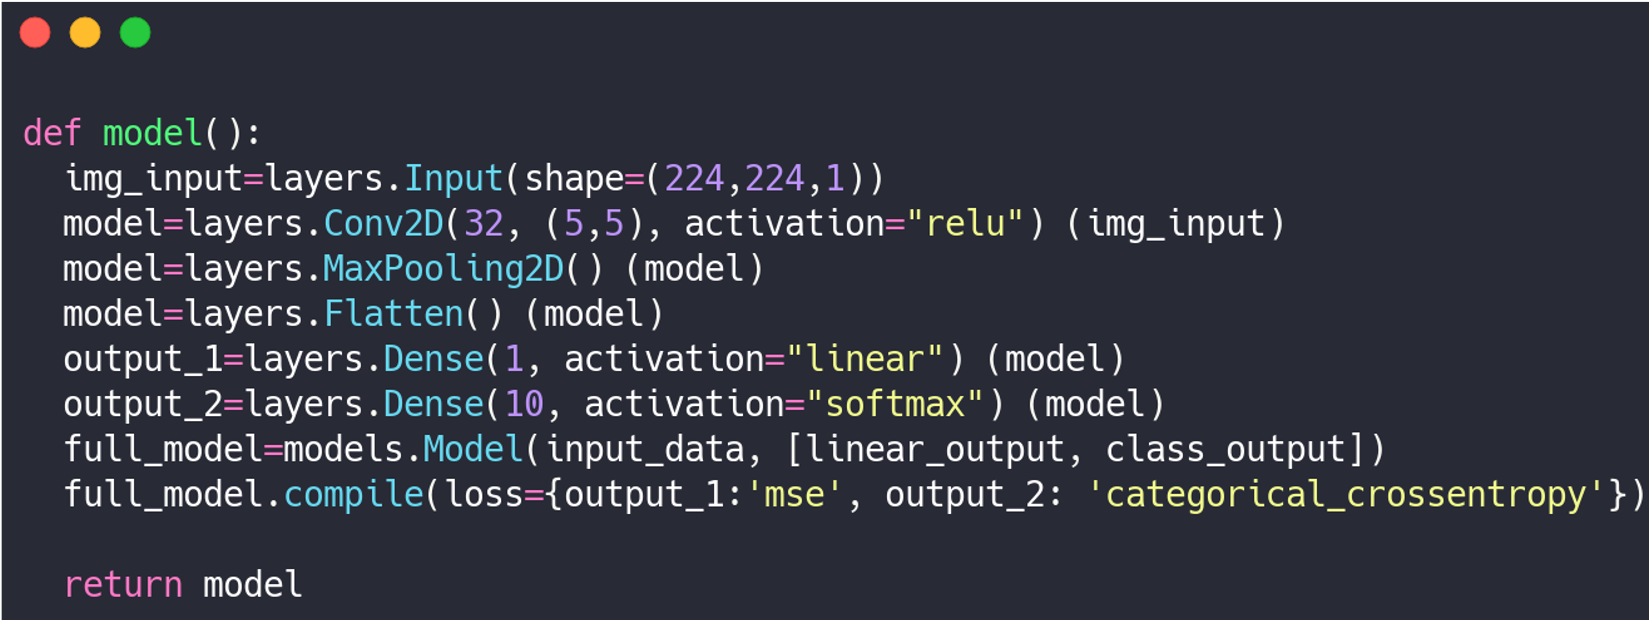 def model():
  img_input=layers.Input(shape=(224,224,1))
  model=layers.Conv2D(32, (5,5), activation="relu") (img_input)
  model=layers.MaxPooling2D() (model)
  model=layers.Flatten() (model)
  output_1=layers.Dense(1, activation="linear") (model)
  output_2=layers.Dense(10, activation="softmax") (model)
  full_model=models.Model(input_data, [linear_output, class_output])
  full_model.compile(loss={output_1:'mse', output_2: 'categorical_crossentropy'})
  return model